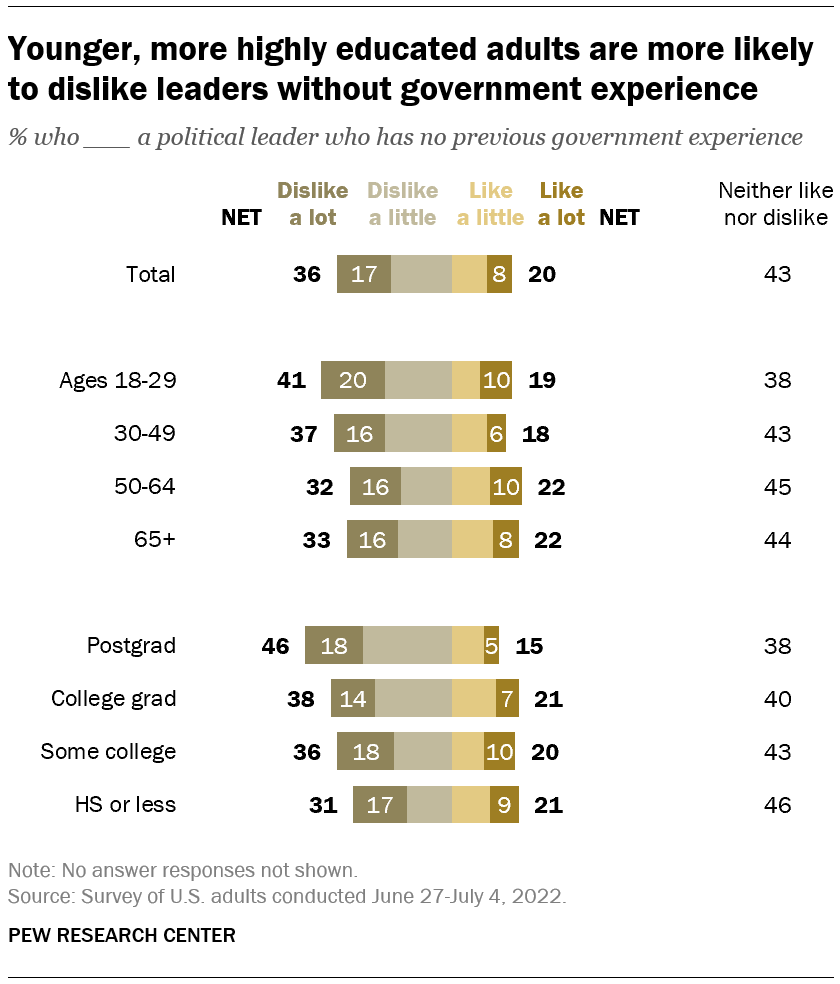 Younger, more highly educated adults are more likely
to dislike leaders without government experience
% who ___ a political leader who has no previous government experience
NET Dislike a lot Dislike a little Like a little Like a lot NET Neither like nor dislike
Total 36 17 8 20 43
Ages 18-29 41 20 10 19 38
30-49 37 16 6 18 43
50-64 32 16 10 22 45
65+ 33 16 8 22 44
Postgrad 46 18 5 15 38
College grad 38 14 7 21 40
Some college 36 18 10 20 43
HS or less 31 17 9 21 46
Note: No answer responses not shown.
Source: Survey of U.S. adults conducted June 27-July 4, 2022.
PEW RESEARCH CENTER